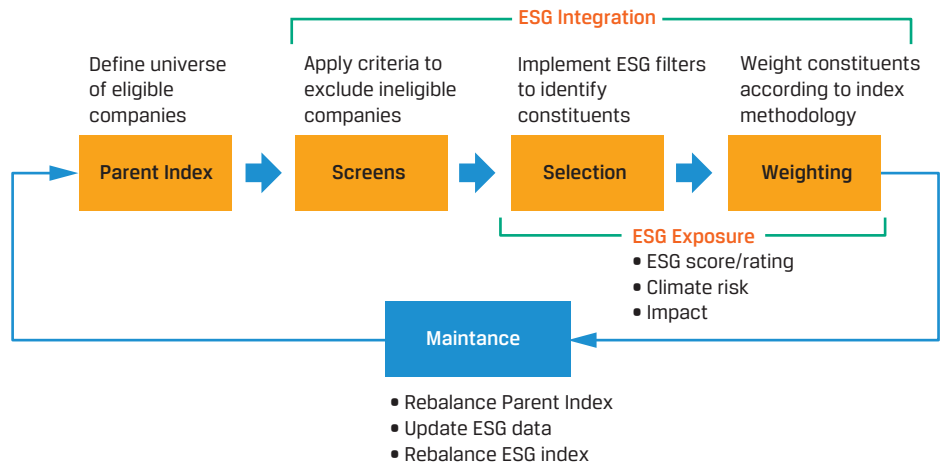 ESG Integration
Define universe
of eligible
companies
Parent Index
Apply criteria to
exclude ineligible
companies
Screens
Implement ESG filters
to identify
constituents
Selection
Weight constituents
according to index
methodology
Weighting
ESG Exposure
• ESG score/rating
• Climate risk
• Impact
Maintance
• Rebalance Parent Index
• Update ESG data
• Rebalance ESG index